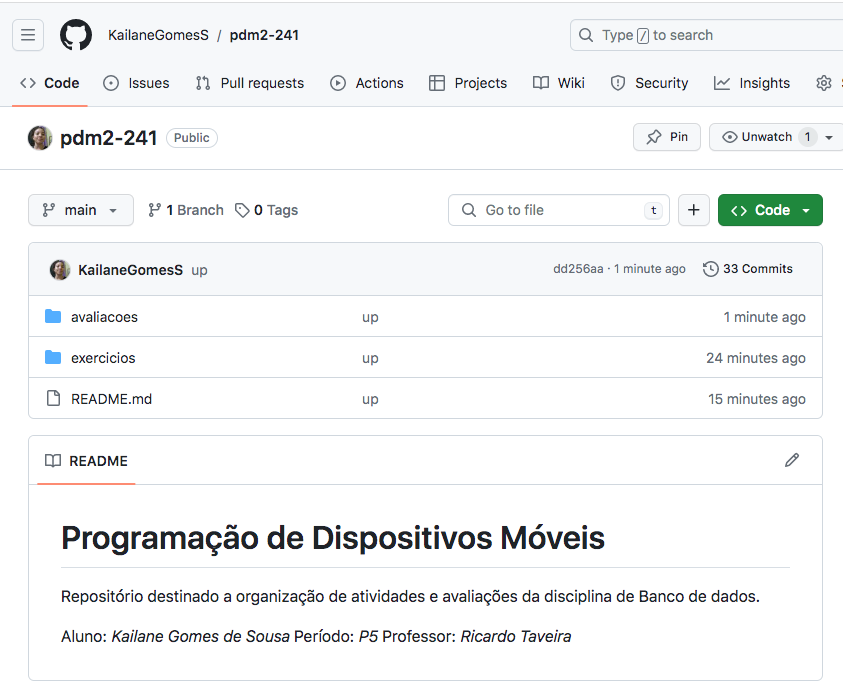 KailaneGomesS / pdm2-241 Type / to search
Code Issues Pull requests Actions Projects Wiki Security Insights
pdm2-241 Public Pin Unwatch 1
main 1 Branch 0 Tags Go to file t + Code
KailaneGomesS up dd256aa · 1 minute ago 33 Commits
avaliacoes up 1 minute ago
exercicios up 24 minutes ago
README.md up 15 minutes ago
README
Programação de Dispositivos Móveis
Repositório destinado a organização de atividades e avaliações da disciplina de Banco de dados.
Aluno: Kailane Gomes de Sousa Período: P5 Professor: Ricardo Taveira